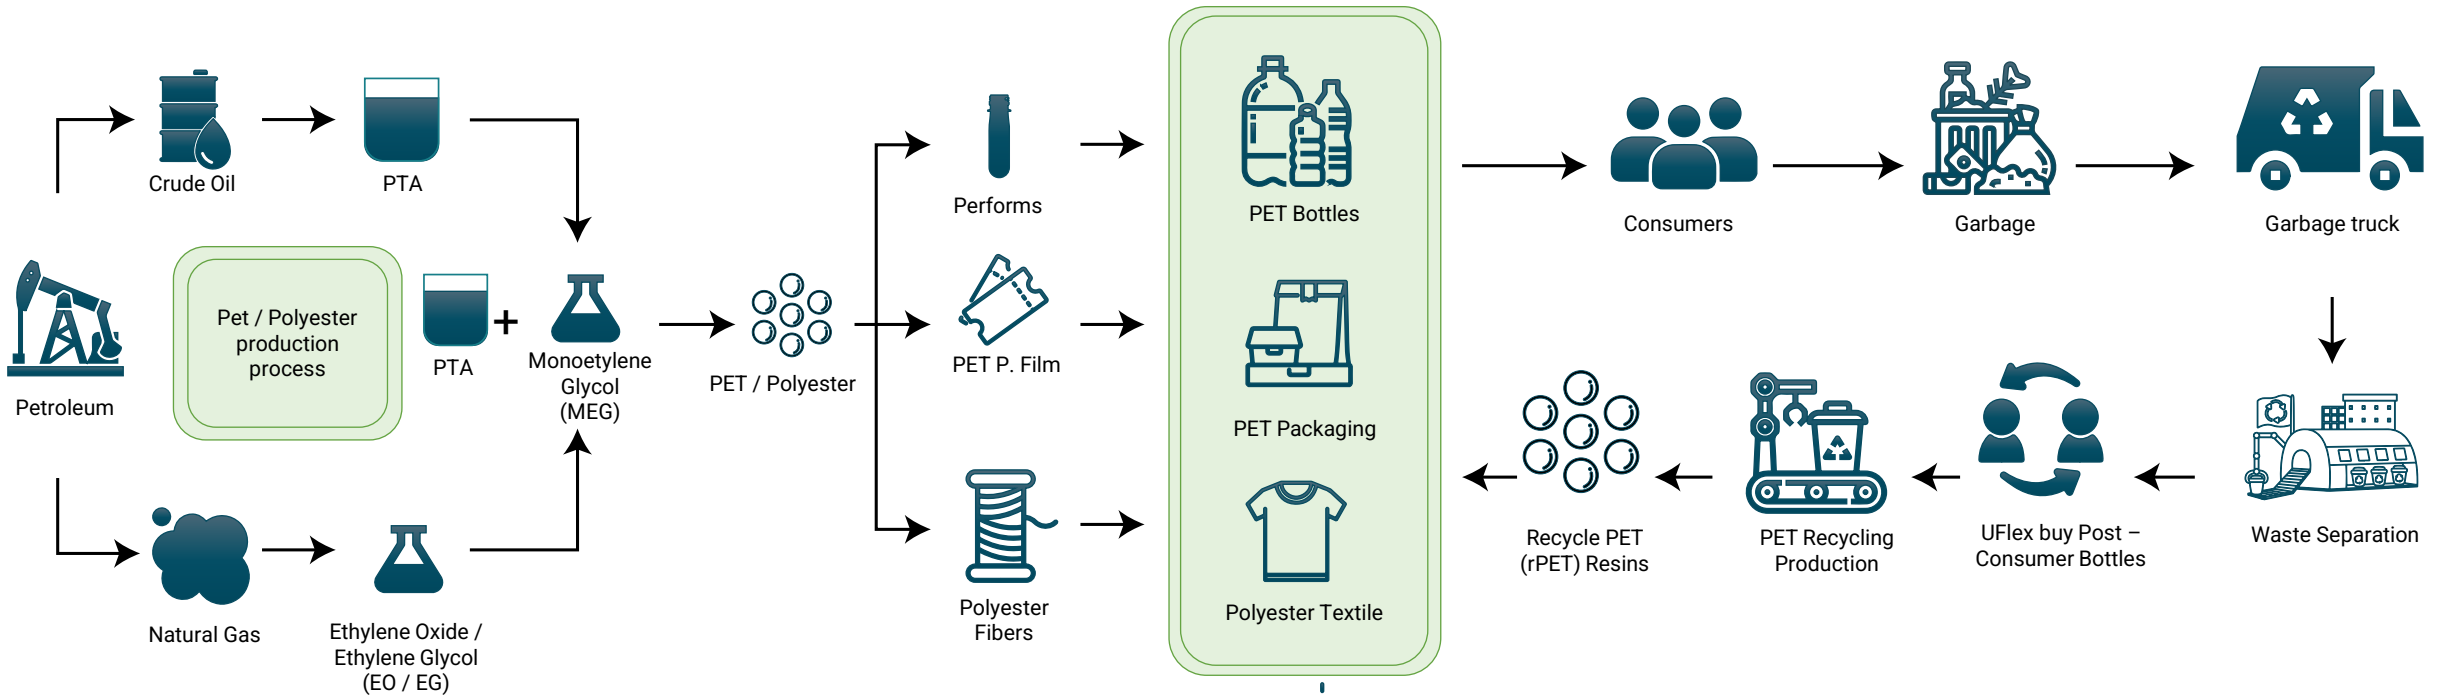 Crude Oil
PTA
Petroleum
Pet / Polyester
production
process
PTA
+
Monoetylene
Glycol
(MEG)
Natural Gas
Ethylene Oxide /
Ethylene Glycol
(EO / EG)
PET / Polyester
Performs
PET P. Film
Polyester
Fibers
PET Bottles
PET Packaging
Polyester Textile
Consumers
Garbage
Garbage truck
Waste Separation
UFlex buy Post –
Consumer Bottles
PET Recycling
Production
Recycle PET
(rPET) Resins